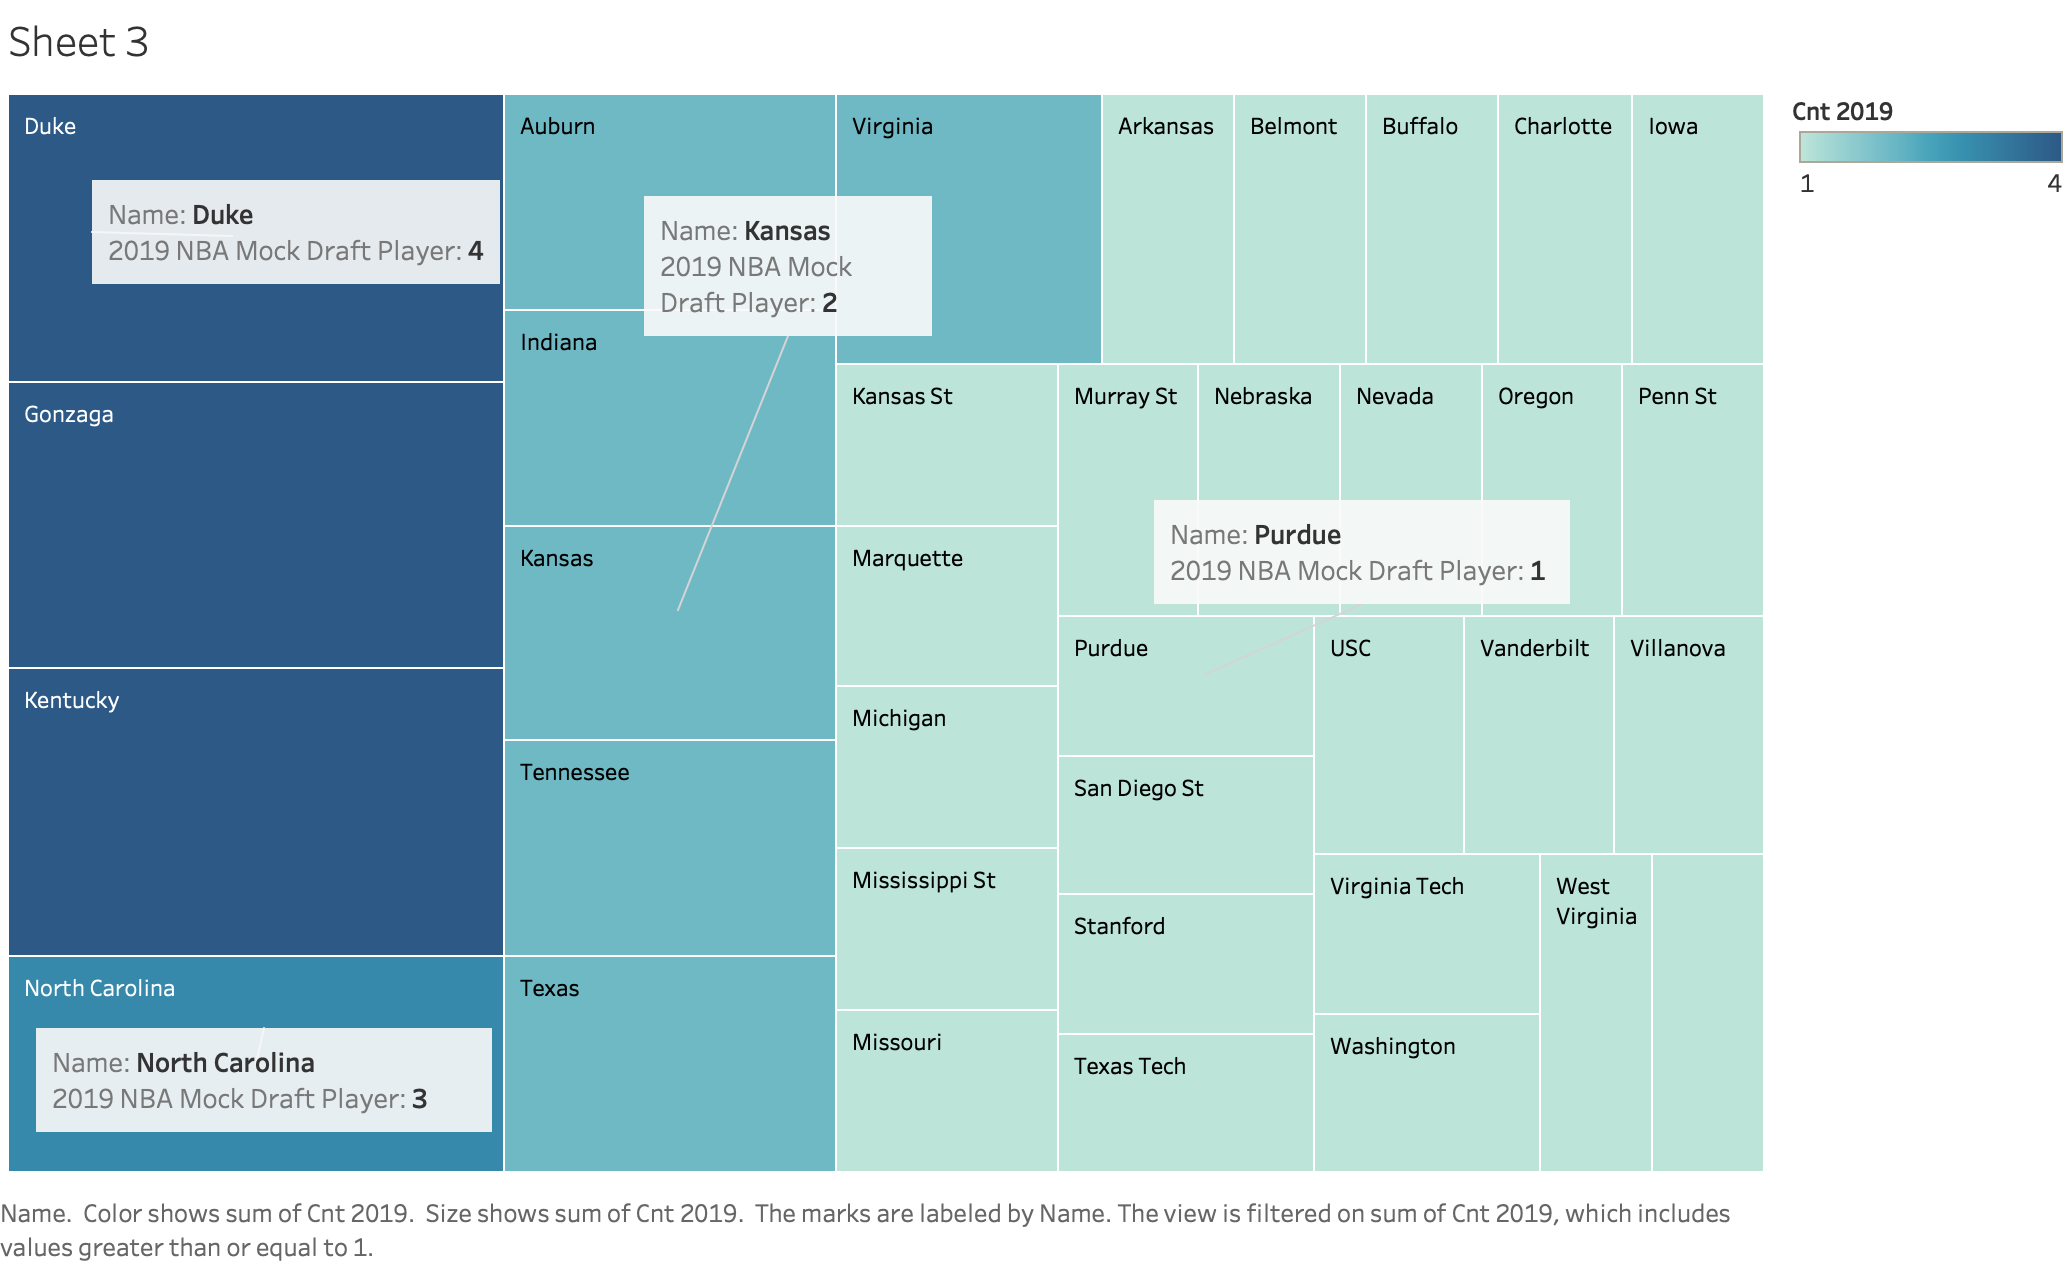 Sheet 3
Duke
Name: Duke
2019 NBA Mock Draft Player: 4
Gonzaga
Kentucky
North Carolina
Name: North Carolina
2019 NBA Mock Draft Player: 3
Auburn
Name: Kansas
2019 NBA Mock
Draft Player: 2
Indiana
Kansas
Tennessee
Texas
Virginia
Arkansas
Belmont
Buffalo
Charlotte
Iowa
Kansas St
Marquette
Michigan
Mississippi St
Missouri
Murray St
Nebraska
Nevada
Oregon
Penn St
Name: Purdue
2019 NBA Mock Draft Player: 1
Purdue
San Diego St
Stanford
Texas Tech
USC
Vanderbilt
Villanova
Virginia Tech
Washington
West
Virginia
Cnt 2019
1
4
Name.  Color shows sum of Cnt 2019.  Size shows sum of Cnt 2019.  The marks are labeled by Name. The view is filtered on sum of Cnt 2019, which includes
values greater than or equal to 1.